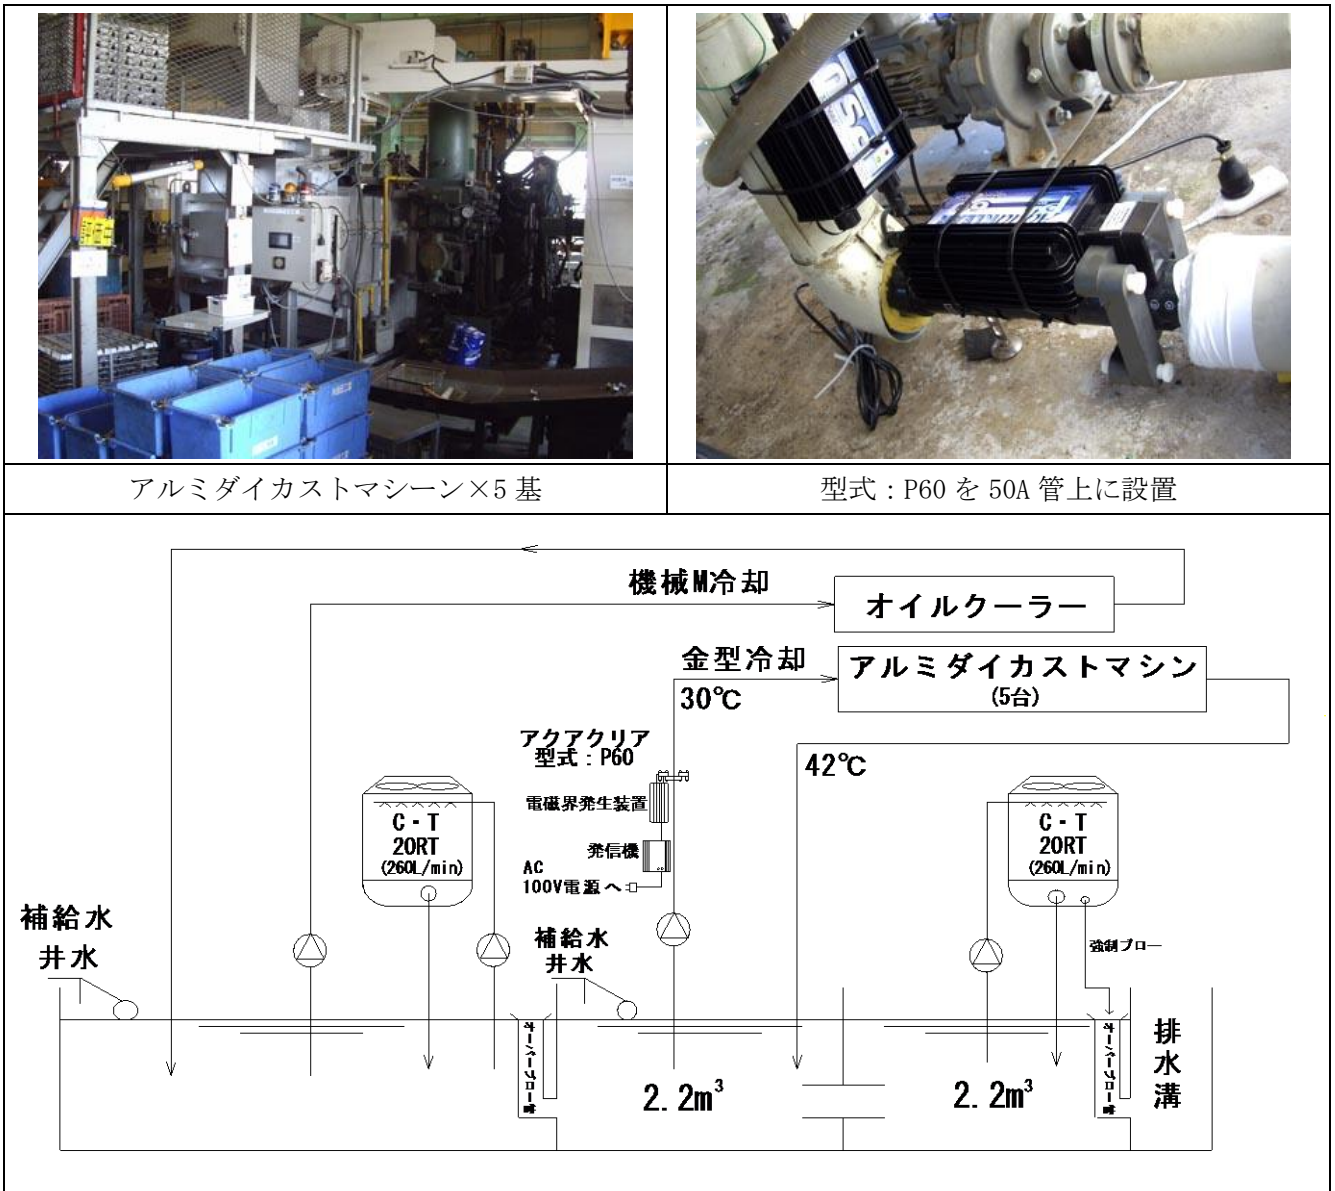 アルミダイカストマシーン×5基
型式：P60を50A管上に設置
機械M冷却
オイルクーラー
金型冷却
30℃
アルミダイカストマシン
(5台)
42℃
アクアクリア
型式：P60
電磁界発生装置
発信機
AC
100V電源へ
C・T
20RT
(260L/min)
C・T
20RT
(260L/min)
補給水
井水
補給水
井水
強制ブロー
オーバーブロー管
2.2m³
2.2m³
オーバーブロー管
排水溝